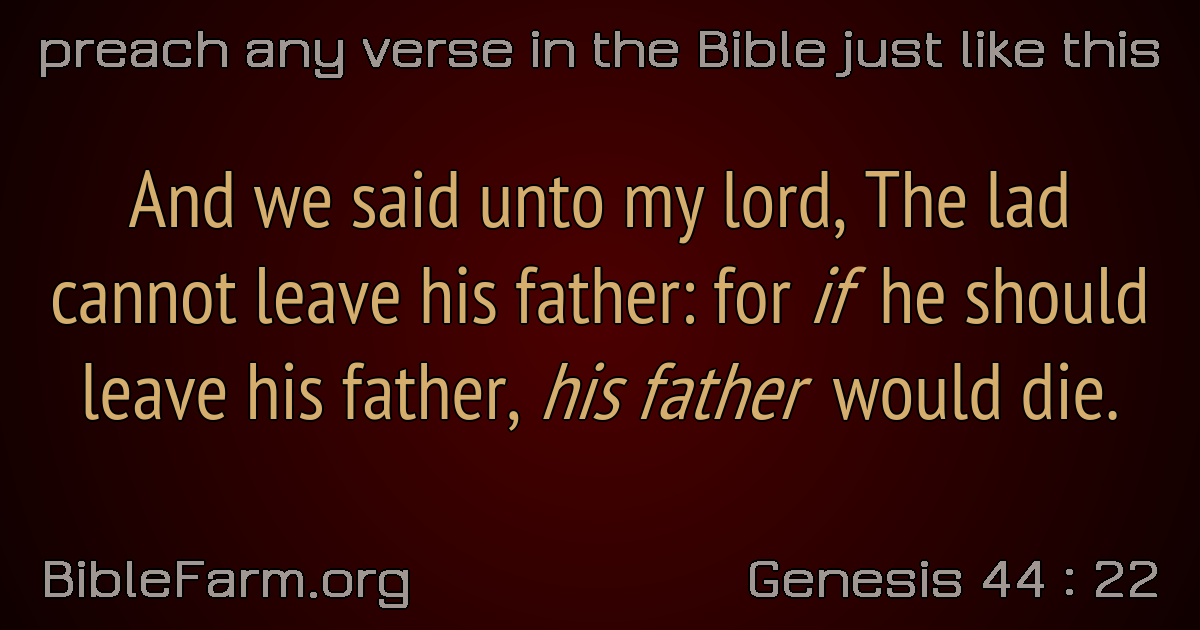 preach any verse in the Bible just like this
And we said unto my lord, The lad
cannot leave his father: for if he should
leave his father, his father would die.
BibleFarm.org
Genesis 44 : 22